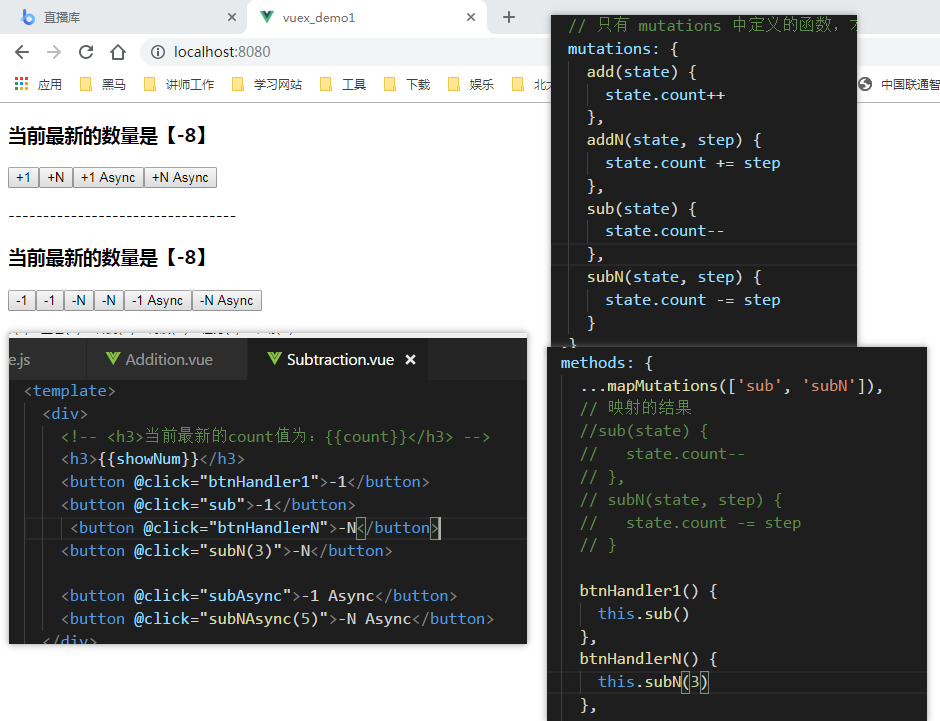 直播库
vuex_demo1
localhost:8080
应用 黑马 讲师工作 学习网站 工具 下载 娱乐 北 中国联通智
当前最新的数量是【-8】
+1 +N +1 Async +N Async
---------------------------------
当前最新的数量是【-8】
-1 -1 -N -N -1 Async -N Async
e.js Addition.vue Subtraction.vue
<template>
<div>
<!-- <h3>当前最新的count值为：{{count}}</h3> -->
<h3>{{showNum}}</h3>
<button @click="btnHandler1">-1</button>
<button @click="sub">-1</button>
<button @click="btnHandlerN">-N</button>
<button @click="subN(3)">-N</button>
<button @click="subAsync">-1 Async</button>
<button @click="subNAsync(5)">-N Async</button>
</div>
// 只有 mutations 中定义的函数，
mutations: {
add(state) {
state.count++
},
addN(state, step) {
state.count += step
},
sub(state) {
state.count--
},
subN(state, step) {
state.count -= step
}
}
methods: {
...mapMutations(['sub', 'subN']),
// 映射的结果
//sub(state) {
// state.count--
// },
// subN(state, step) {
// state.count -= step
// }
btnHandler1() {
this.sub()
},
btnHandlerN() {
this.subN(3)
},